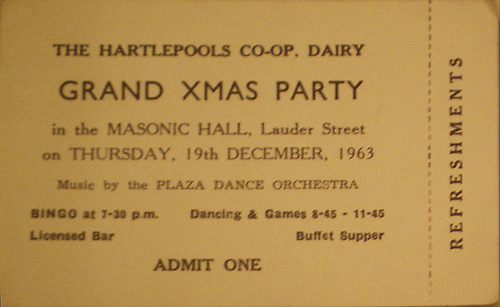 THE HARTLEPOOLS CO-OP. DAIRY
GRAND XMAS PARTY
in the MASONIC HALL, Lauder Street
on THURSDAY, 19th DECEMBER, 1963
Music by the PLAZA DANCE ORCHESTRA
BINGO at 7-30 p.m. Dancing & Games 8-45 - 11-45
Licensed Bar Buffet Supper
ADMIT ONE
REFRESHMENTS